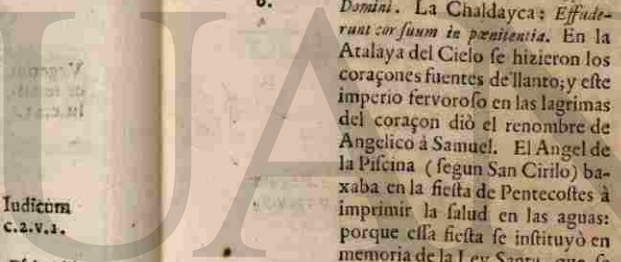 6.
Domini. La Chaldayca: Effude-
runt cor ſuum in pœnitentia. En la
Atalaya del Cielo ſe hizieron los
coraçones fuentes de llanto; y eſte
imperio fervoroſo en las lagrimas
del coraçon diò el renombre de
Angelico à Samuel. El Angel de
la Piſcina (ſegun San Cirilo) ba-
xaba en la fieſta de Pentecoſtes à
imprimir la ſalud en las aguas:
porque eſſa fieſta ſe inſtituyò en
memoria de la Ley Santa, que ſe
Iudicum
C.2.V.1.
UAN